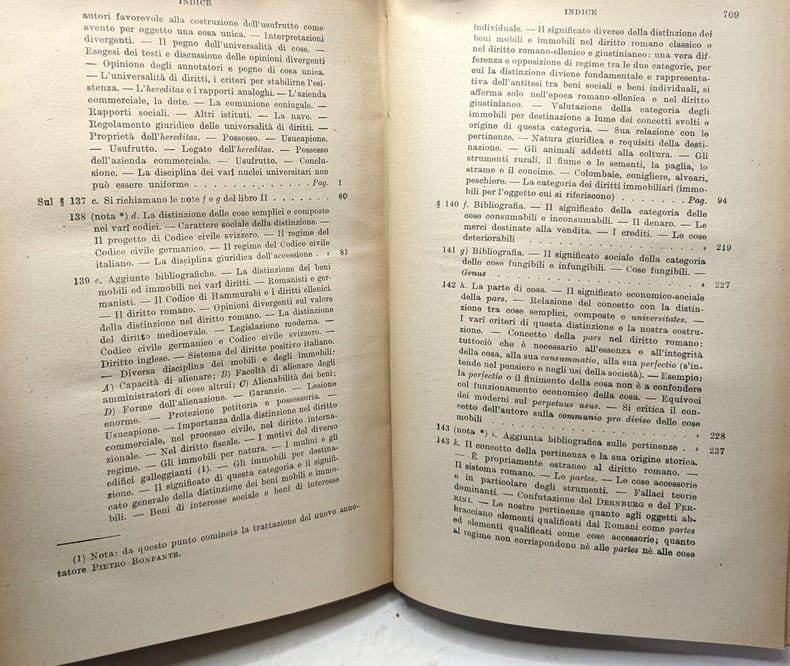 INDICE
autori favorevole alla costruzione dell'usufrutto come
avente per oggetto una cosa unica. — Interpretazioni
divergenti. — Il pegno dell'universalità di cose. —
Esegesi dei testi e discussione delle opinioni divergenti
— Opinione degli annotatori e pegno di cosa unica.
— L'universalità di diritti, i criteri per stabilirne l'esi-
stenza. — L'hereditas e i rapporti analoghi. — L'azienda
commerciale, la dote. — La comunione coniugale. —
Rapporti sociali. — Altri istituti. — La nave. —
Regolamento giuridico delle universalità di diritti. —
Proprietà dell'hereditas. — Possesso. — Usucapione.
— Usufrutto. — Legato dell'hereditas. — Possesso
dell'azienda commerciale. — Usufrutto. — Conclu-
sione. — La disciplina dei varî nuclei universitari non
può essere uniforme . . . . . . . . . . . Pag. 1
Sul § 137 c. Si richiamano le note f e g del libro II . . . . . . . 80
138 (nota *) d. La distinzione delle cose semplici e composte
nei varî codici. — Carattere sociale della distinzione. —
Il progetto di Codice civile svizzero. — Il regime del
Codice civile germanico. — Il regime del Codice civile
italiano. — La disciplina giuridica dell'accessione . » 81
139 e. Aggiunte bibliografiche. — La distinzione dei beni
mobili ed immobili nei varî diritti. — Romanisti e ger-
manisti. — Il Codice di Hammurabi e i diritti ellenici.
— Il diritto romano. — Opinioni divergenti sul valore
della distinzione nel diritto romano. — La distinzione
del diritto medioevale. — Legislazione moderna. —
Codice civile germanico e Codice civile svizzero. —
Diritto inglese. — Sistema del diritto positivo italiano.
— Diversa disciplina dei mobili e degli immobili:
A) Capacità di alienare; B) Facoltà di alienare degli
amministratori di cose altrui; C) Alienabilità dei beni;
D) Forme dell'alienazione. — Garanzie. — Lesione
enorme. — Protezione petitoria e possessoria. —
Usucapione. — Importanza della distinzione nel diritto
commerciale, nel processo civile, nel diritto interna-
zionale. — Nel diritto fiscale. — I motivi del diverso
regime. — Gli immobili per natura. — I mulini e gli
edifici galleggianti (1). — Gli immobili per destina-
zione. — Il significato di questa categoria e il signifi-
cato generale della distinzione dei beni mobili e immo-
bili. — Beni di interesse sociale e beni di interesse
(1) Nota: da questo punto comincia la trattazione del nuovo anno-
tatore PIETRO BONFANTE.
INDICE 709
individuale. — Il significato diverso della distinzione dei
beni mobili e immobili nel diritto romano classico e
nel diritto romano-ellenico e giustinianeo: una vera dif-
ferenza e opposizione di regime tra le due categorie, per
cui la distinzione diviene fondamentale e rappresenta-
tiva dell'antitesi tra beni sociali e beni individuali, si
afferma solo nell'epoca romano-ellenica e nel diritto
giustinianeo. — Valutazione della categoria degli
immobili per destinazione a lume dei concetti svolti e
origine di questa categoria. — Sua relazione con le
pertinenze. — Natura giuridica e requisiti della desti-
nazione. — Gli animali addetti alla coltura. — Gli
strumenti rurali, il fiume e le sementi, la paglia, lo
strame e il concime. — Colombaie, conigliere, alveari,
peschiere. — La categoria dei diritti immobiliari (immo-
bili per l'oggetto cui si riferiscono) . . . . . . . Pag. 94
§ 140 f. Bibliografia. — Il significato della categoria delle
cose consumabili e inconsumabili. — Il denaro. — Le
merci destinate alla vendita. — I crediti. — Le cose
deteriorabili . . . . . . . . . . . . . . . » 219
141 g) Bibliografia. — Il significato sociale della categoria
delle cose fungibili e infungibili. — Cose fungibili. —
Genus . . . . . . . . . . . . . . . . . » 227
142 h. La parte di cosa. — Il significato economico-sociale
della pars. — Relazione del concetto con la distin-
zione tra cose semplici, composte e universitates. —
I vari criteri di questa distinzione e la nostra costru-
zione. — Concetto della pars nel diritto romano:
tuttociò che è necessario all'essenza e all'integrità
della cosa, alla sua consummatio, alla sua perfectio (s'in-
tende nel pensiero e negli usi della società). — Esempio:
la perfectio o il finimento della cosa non è a confondere
col funzionamento economico della cosa. — Equivoci
dei moderni sul perpetuus usus. — Si critica il con-
cetto dell'autore sulla communio pro diviso delle cose
mobili . . . . . . . . . . . . . . . . . » 228
143 (nota *) i. Aggiunta bibliografica sulle pertinenze . » 237
143 k. Il concetto della pertinenza e la sua origine storica.
— È propriamente estraneo al diritto romano. —
Il sistema romano. — Le partes. — Le cose accessorie
e in particolare degli strumenti. — Fallaci teorie
dominanti. — Confutazione del DERNBURG e del FER-
RINI. — Le nostre pertinenze quanto agli oggetti ab-
bracciano elementi qualificati dai Romani come partes
ed elementi qualificati come cose accessorie; quanto
al regime non corrispondono nè alle partes nè alle cose